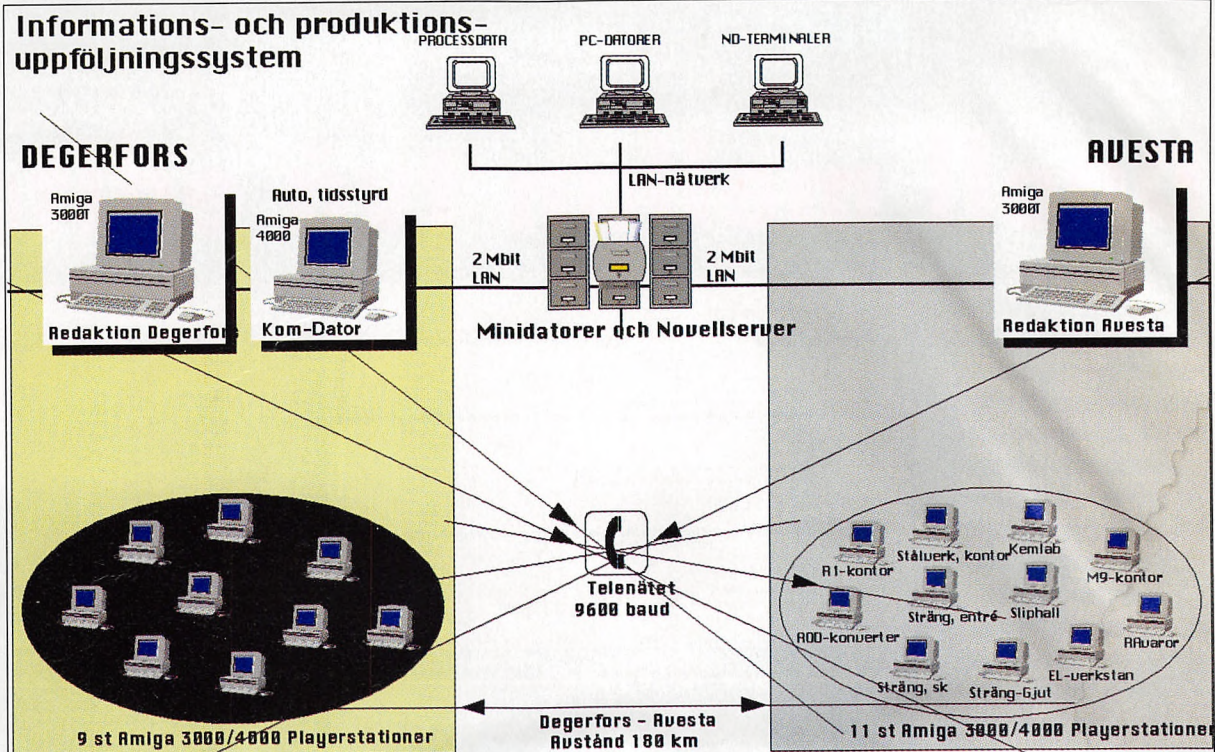 Informations- och produktions-
uppföljningssystem
PROCESSDATA
PC-DATORER
ND-TERMINALER
DEGERFORS
AVESTA
LAN-nätverk
Amiga
3000T
Redaktion Degerfors
Auto, tidsstyrd
Amiga
4000
Kom-Dator
2 Mbit
LAN
2 Mbit
LAN
Minidatorer och Novellserver
Amiga
3000T
Redaktion Avesta
Telenätet
9600 baud
A1-kontor
Stålverk, kontor
Kemlab
M9-kontor
AOD-konverter
Sträng, entré
Sliphall
RAvaror
Sträng, sk
Sträng-Gjut
EL-verkstan
9 st Amiga 3000/4000 Playerstationer
Degerfors - Avesta
Avstånd 180 km
11 st Amiga 3000/4000 Playerstationer